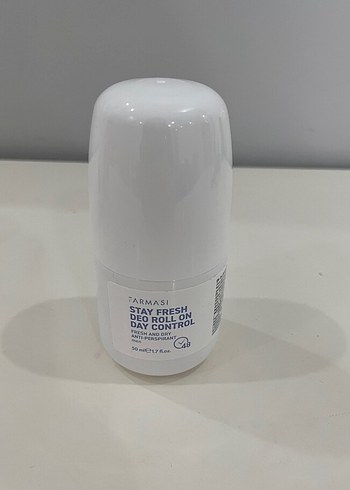 FARMASI
STAY FRESH
DEO ROLL ON
DAY CONTROL
FRESH AND DRY
ANTI-PERSPIRANT
50 ml℮1.7 fl.oz.
48